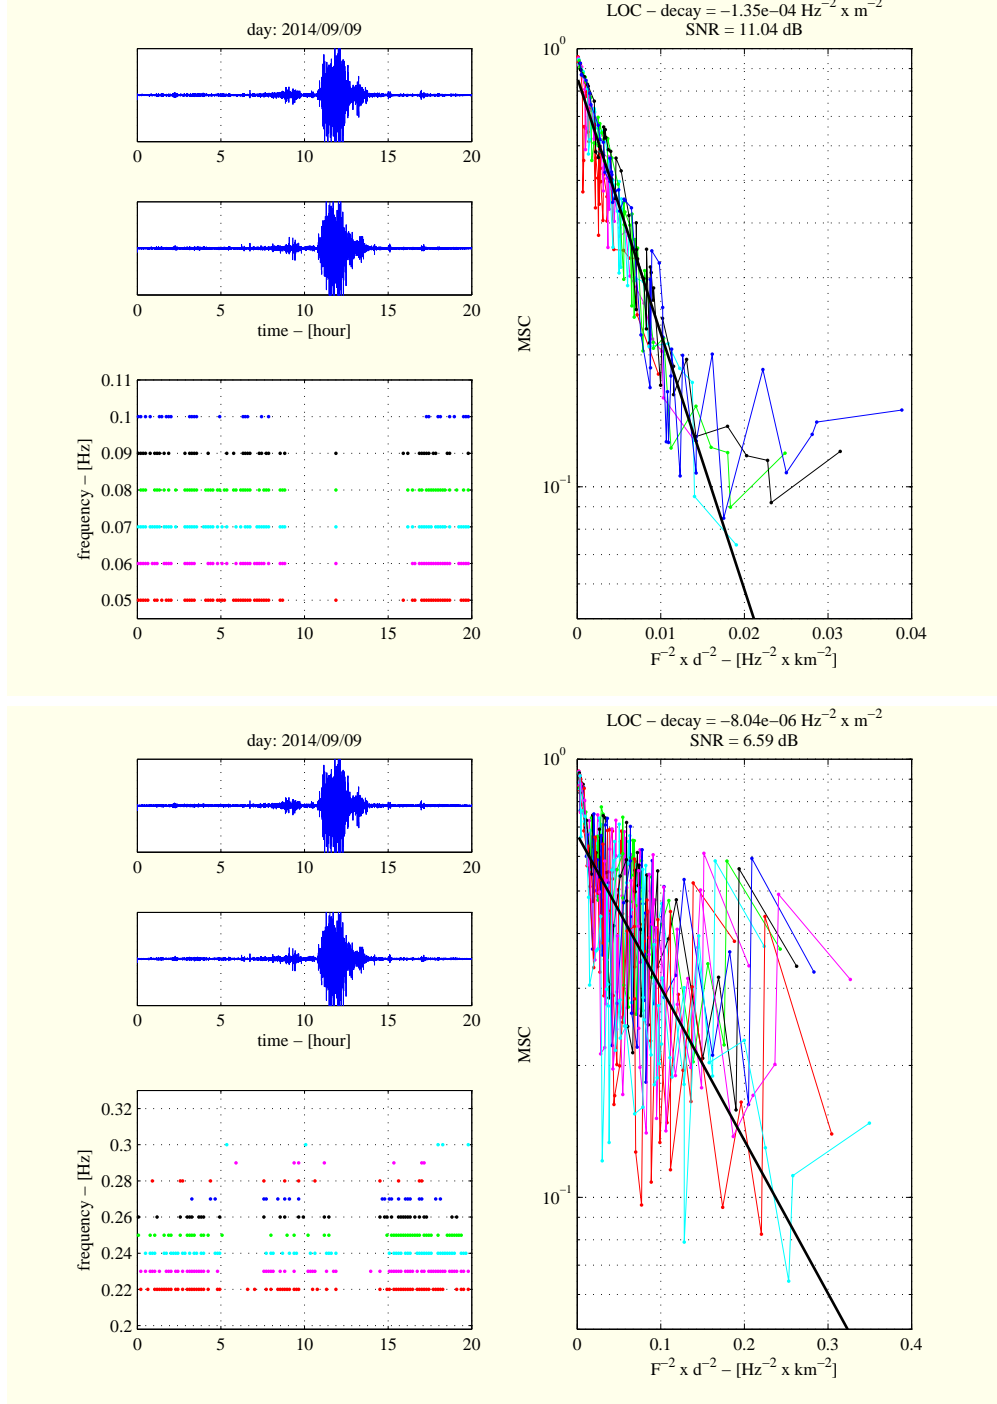 day: 2014/09/09
0 5 10 15 20
0 5 10 15 20
time – [hour]
0.11
0.1
0.09
0.08
0.07
0.06
0.05
frequency – [Hz]
0 5 10 15 20
LOC – decay = −1.35e−04 Hz⁻² x m⁻²
SNR = 11.04 dB
10⁰
10⁻¹
MSC
0 0.01 0.02 0.03 0.04
F⁻² x d⁻² – [Hz⁻² x km⁻²]
day: 2014/09/09
0 5 10 15 20
0 5 10 15 20
time – [hour]
0.32
0.3
0.28
0.26
0.24
0.22
0.2
frequency – [Hz]
0 5 10 15 20
LOC – decay = −8.04e−06 Hz⁻² x m⁻²
SNR = 6.59 dB
10⁰
10⁻¹
MSC
0 0.1 0.2 0.3 0.4
F⁻² x d⁻² – [Hz⁻² x km⁻²]